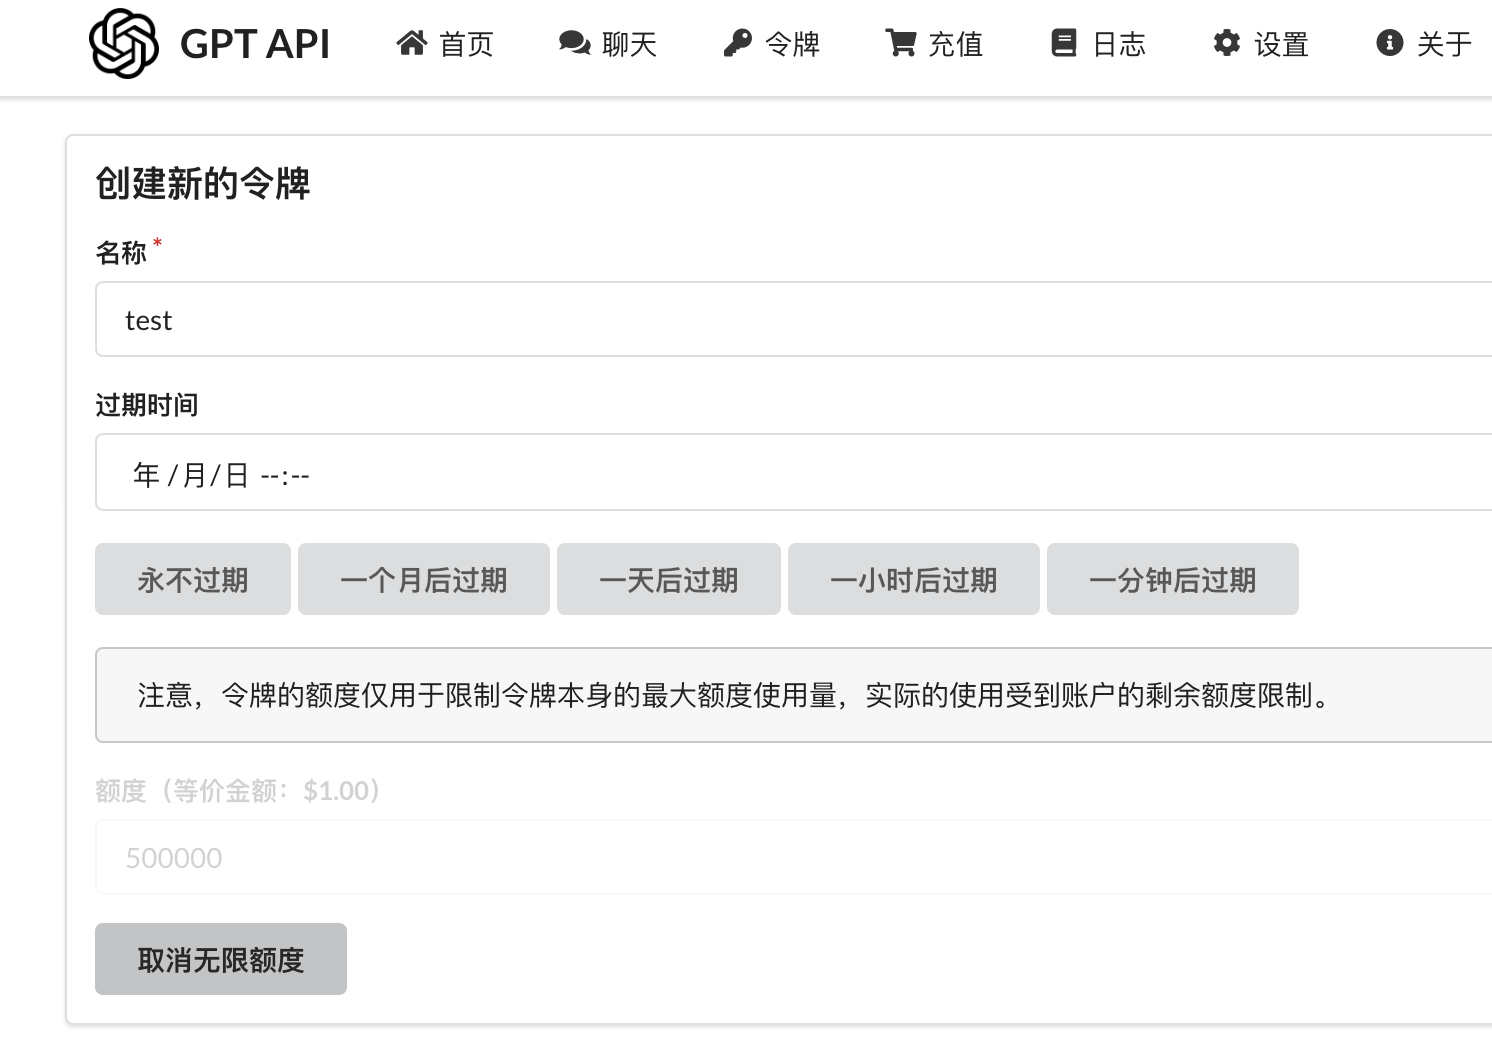 GPT API 首页 聊天 令牌 充值 日志 设置 关于
创建新的令牌
名称 *
test
过期时间
年 /月/日 --:--
永不过期 一个月后过期 一天后过期 一小时后过期 一分钟后过期
注意，令牌的额度仅用于限制令牌本身的最大额度使用量，实际的使用受到账户的剩余额度限制。
额度（等价金额：$1.00）
500000
取消无限额度